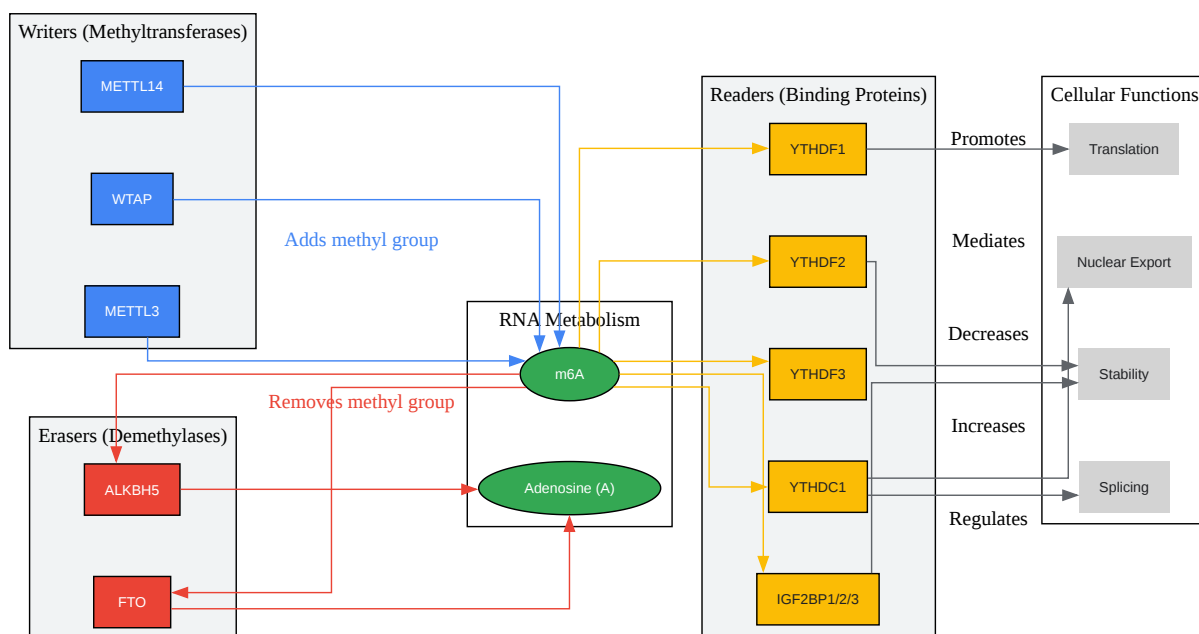 Writers (Methyltransferases)
METTL14
WTAP
METTL3
Adds methyl group
Removes methyl group
Erasers (Demethylases)
ALKBH5
FTO
RNA Metabolism
m6A
Adenosine (A)
Readers (Binding Proteins)
YTHDF1
YTHDF2
YTHDF3
YTHDC1
IGF2BP1/2/3
Promotes
Mediates
Decreases
Increases
Regulates
Cellular Functions
Translation
Nuclear Export
Stability
Splicing